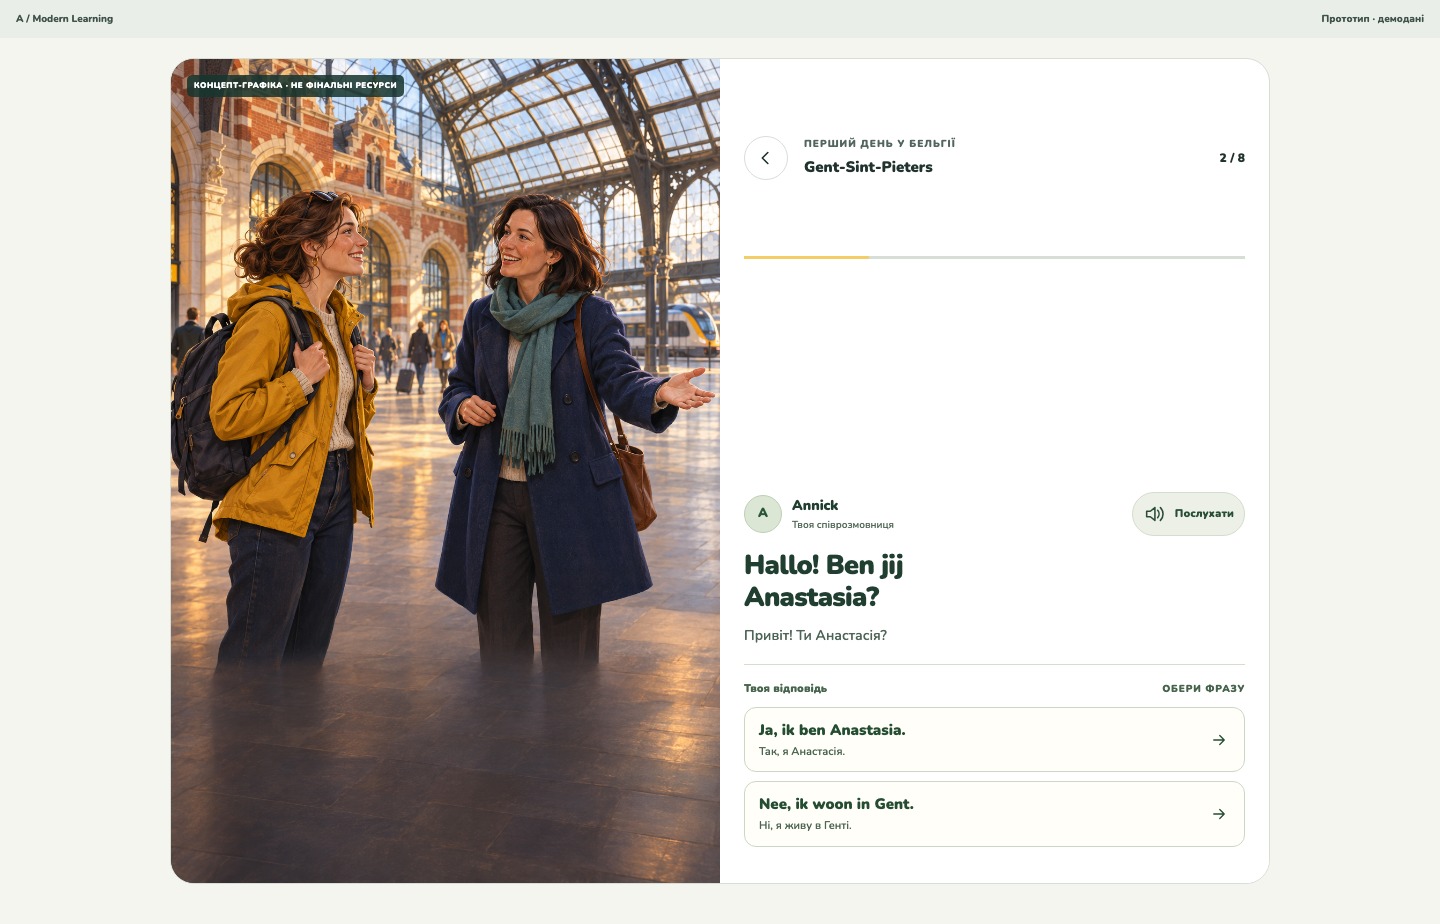 A / Modern Learning
Прототип · демодані
КОНЦЕПТ-ГРАФІКА · НЕ ФІНАЛЬНІ РЕСУРСИ
ПЕРШИЙ ДЕНЬ У БЕЛЬГІЇ
Gent-Sint-Pieters
2 / 8
A
Annick
Твоя співрозмовниця
Послухати
Hallo! Ben jij
Anastasia?
Привіт! Ти Анастасія?
Твоя відповідь
ОБЕРИ ФРАЗУ
Ja, ik ben Anastasia.
Так, я Анастасія.
Nee, ik woon in Gent.
Ні, я живу в Генті.